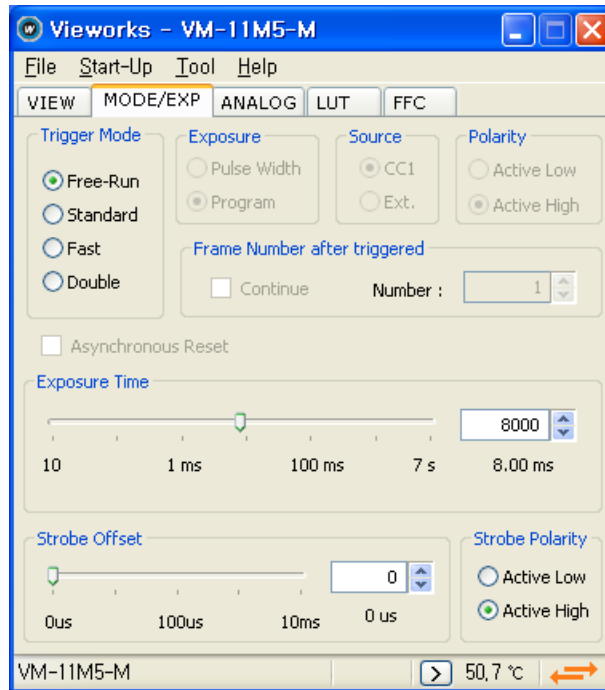 Vieworks - VM-11M5-M
File Start-Up Tool Help
VIEW MODE/EXP ANALOG LUT FFC
Trigger Mode
Free-Run
Standard
Fast
Double
Exposure
Pulse Width
Program
Source
CC1
Ext.
Polarity
Active Low
Active High
Frame Number after triggered
Continue Number : 1
Asynchronous Reset
Exposure Time
8000
10 1 ms 100 ms 7 s 8.00 ms
Strobe Offset
0
0us 100us 10ms 0 us
Strobe Polarity
Active Low
Active High
VM-11M5-M 50,7 ℃